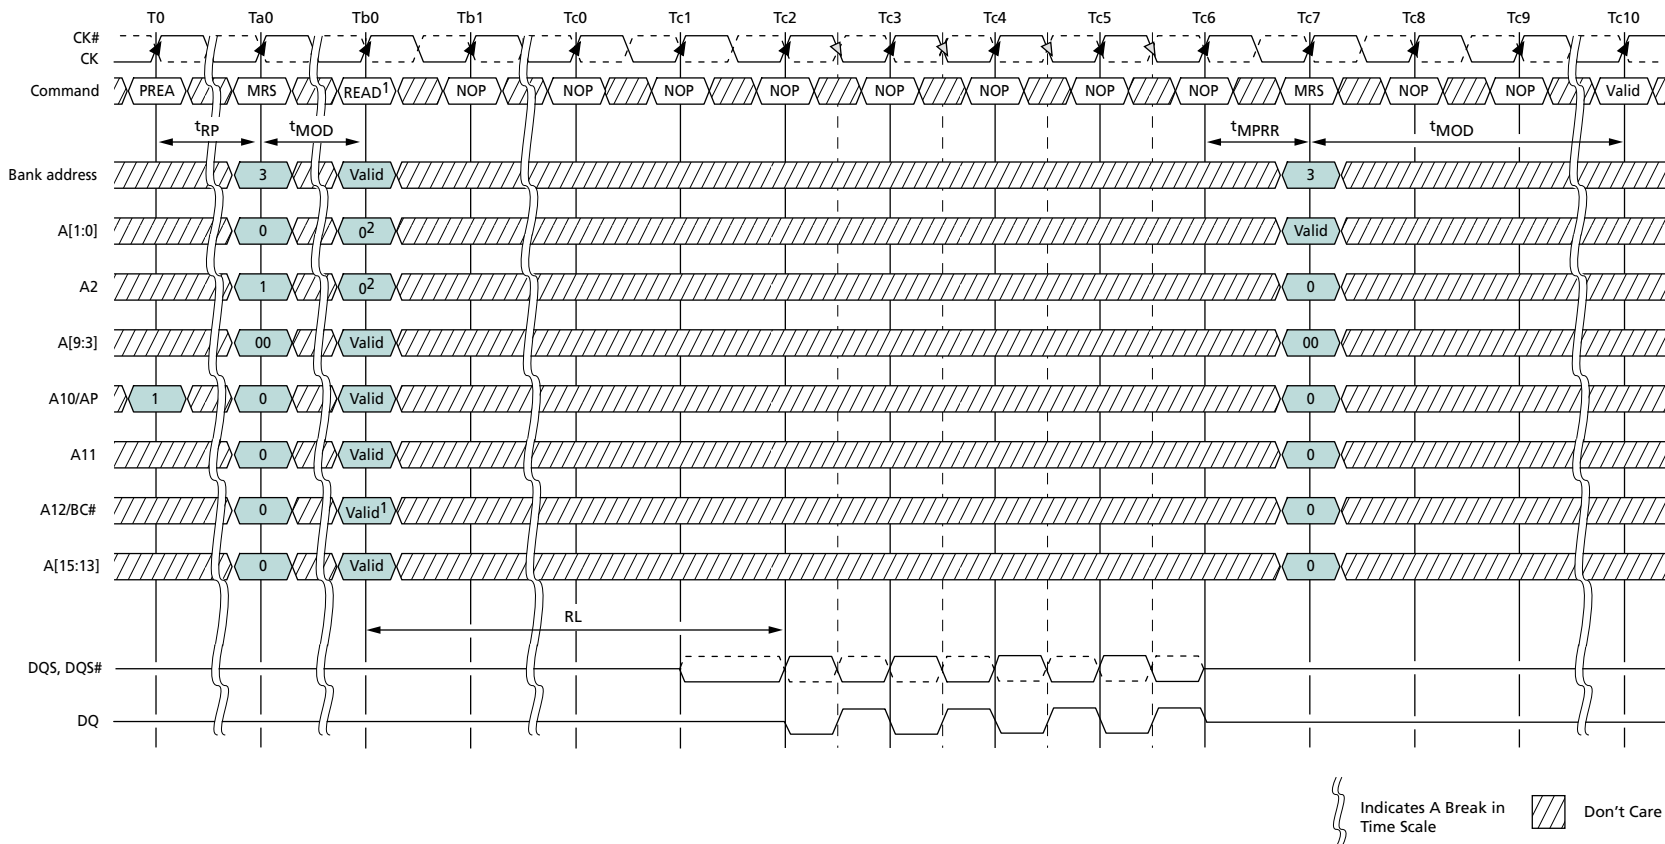 T0 Ta0 Tb0 Tb1 Tc0 Tc1 Tc2 Tc3 Tc4 Tc5 Tc6 Tc7 Tc8 Tc9 Tc10
CK#
CK
Command PREA MRS READ1 NOP NOP NOP NOP NOP NOP NOP NOP MRS NOP NOP Valid
tRP tMOD tMPRR tMOD
Bank address 3 Valid 3
A[1:0] 0 02 Valid
A2 1 02 0
A[9:3] 00 Valid 00
A10/AP 1 0 Valid 0
A11 0 Valid 0
A12/BC# 0 Valid1 0
A[15:13] 0 Valid 0
RL
DQS, DQS#
DQ
Indicates A Break in
Time Scale
Don't Care